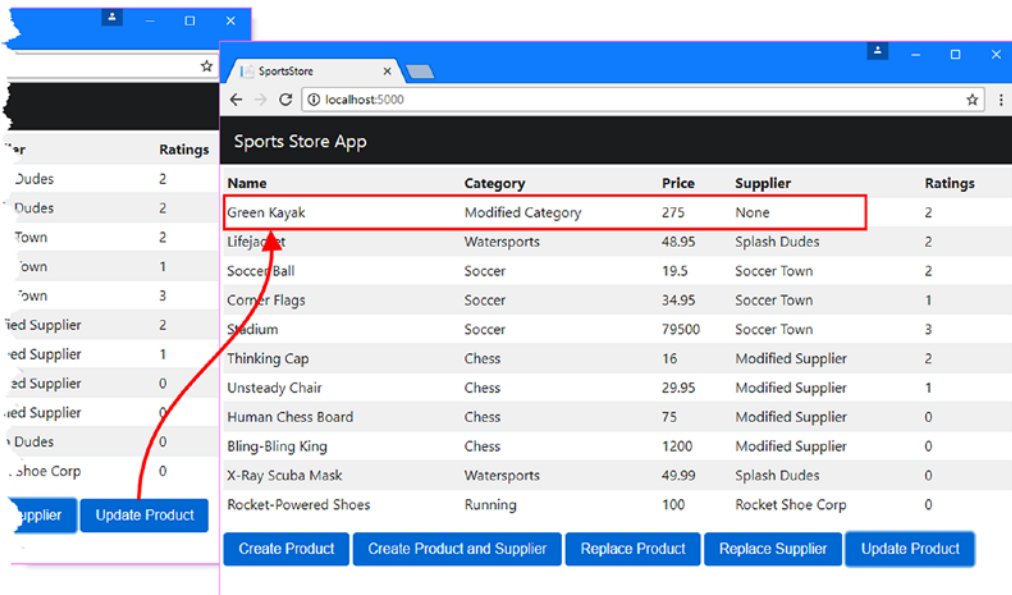 Ratings
Dudes 2
Dudes 2
Town 2
1
3
Supplier 2
Supplier 1
Supplier 0
Supplier 0
Dudes 0
Shoe Corp 0
Update Product
SportsStore
localhost:5000
Sports Store App
Name Category Price Supplier Ratings
Green Kayak Modified Category 275 None 2
Lifejacket Watersports 48.95 Splash Dudes 2
Soccer Ball Soccer 19.5 Soccer Town 2
Corner Flags Soccer 34.95 Soccer Town 1
Stadium Soccer 79500 Soccer Town 3
Thinking Cap Chess 16 Modified Supplier 2
Unsteady Chair Chess 29.95 Modified Supplier 1
Human Chess Board Chess 75 Modified Supplier 0
Bling-Bling King Chess 1200 Modified Supplier 0
X-Ray Scuba Mask Watersports 49.99 Splash Dudes 0
Rocket-Powered Shoes Running 100 Rocket Shoe Corp 0
Create Product Create Product and Supplier Replace Product Replace Supplier Update Product